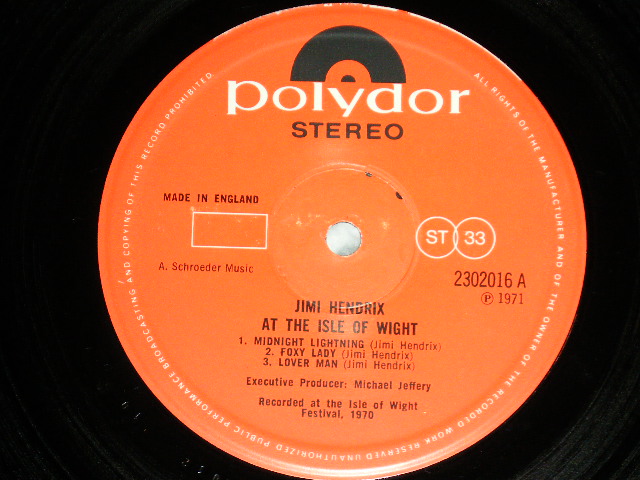 polydor
STEREO
MADE IN ENGLAND
ST 33
A. Schroeder Music
2302016 A
℗ 1971
JIMI HENDRIX
AT THE ISLE OF WIGHT
1. MIDNIGHT LIGHTNING (Jimi Hendrix)
2. FOXY LADY (Jimi Hendrix)
3. LOVER MAN (Jimi Hendrix)
Executive Producer: Michael Jeffery
Recorded at the Isle of Wight
Festival, 1970
ALL RIGHTS OF THE MANUFACTURER AND OF THE OWNER OF THE RECORDED WORK RESERVED UNAUTHORIZED PUBLIC PERFORMANCE BROADCASTING AND COPYING OF THIS RECORD PROHIBITED